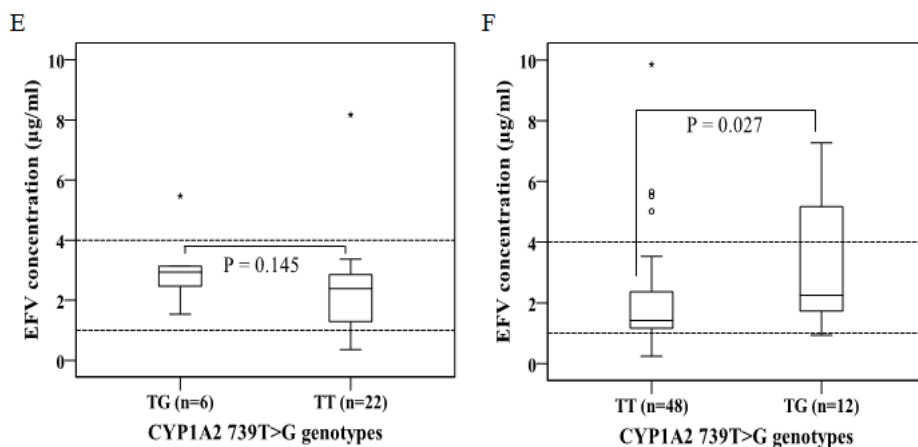 E
EFV concentration (µg/ml)
10
8
6
4
2
0
*
*
P = 0.145
TG (n=6)
TT (n=22)
CYP1A2 739T>G genotypes
F
EFV concentration (µg/ml)
10
8
6
4
2
0
*
P = 0.027
TT (n=48)
TG (n=12)
CYP1A2 739T>G genotypes